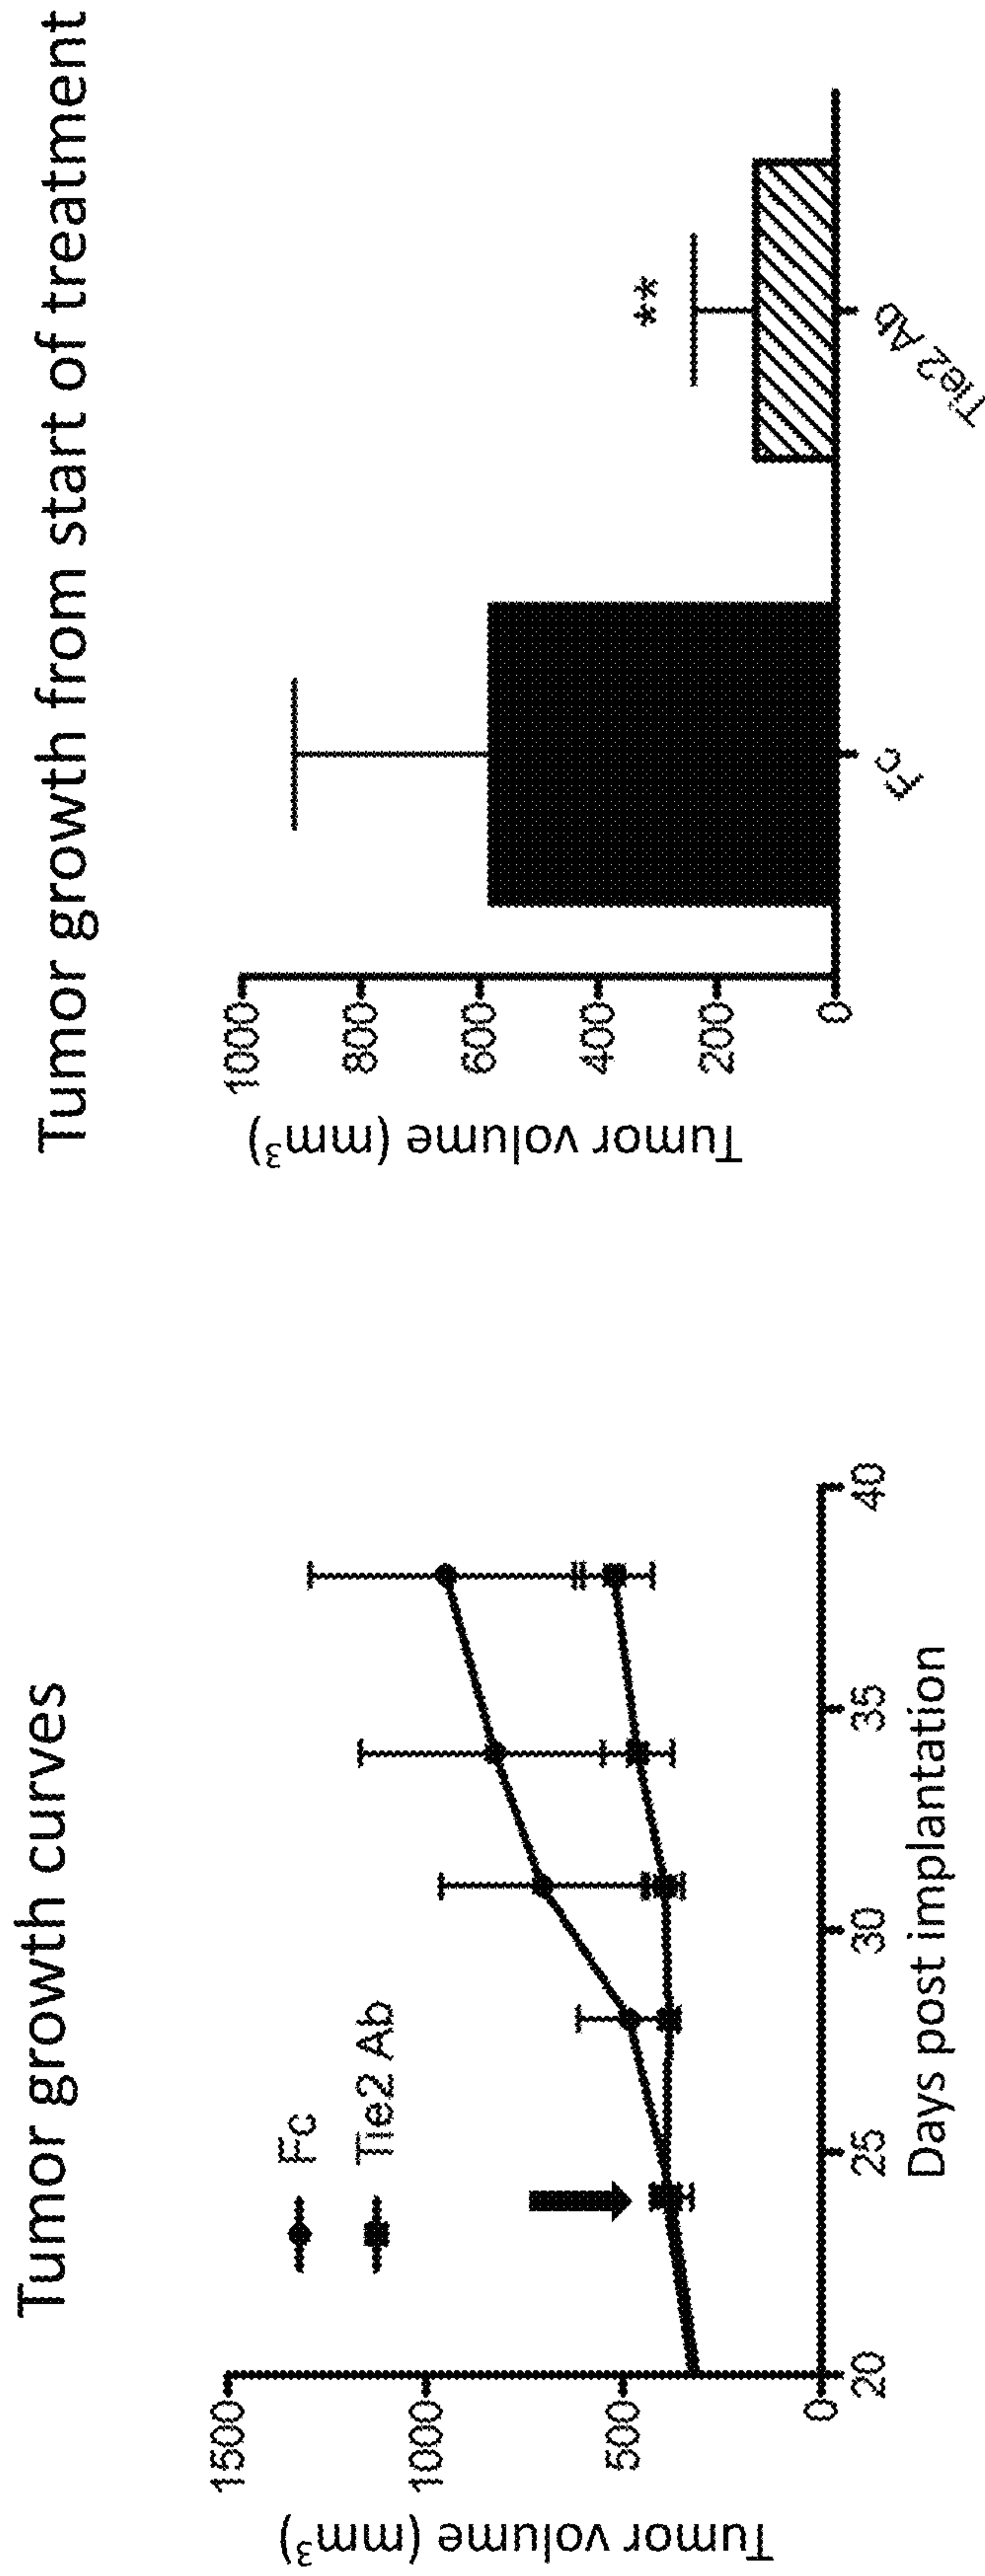 Tumor growth curves
Tumor volume (mm³)
1500
1000
500
0
Fc
Tie2 Ab
20
25
30
35
40
Days post implantation
Tumor growth from start of treatment
Tumor volume (mm³)
1000
800
600
400
200
0
**
Fc
Tie2 Ab